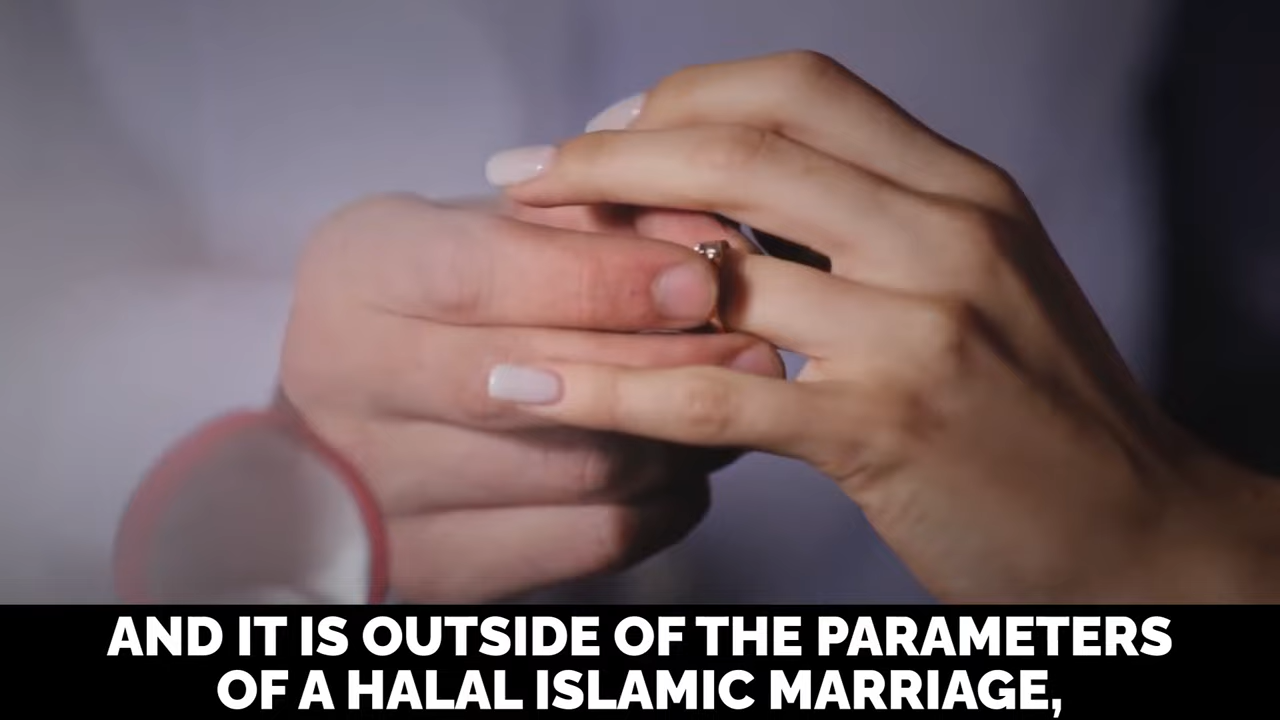 AND IT IS OUTSIDE OF THE PARAMETERS
OF A HALAL ISLAMIC MARRIAGE,